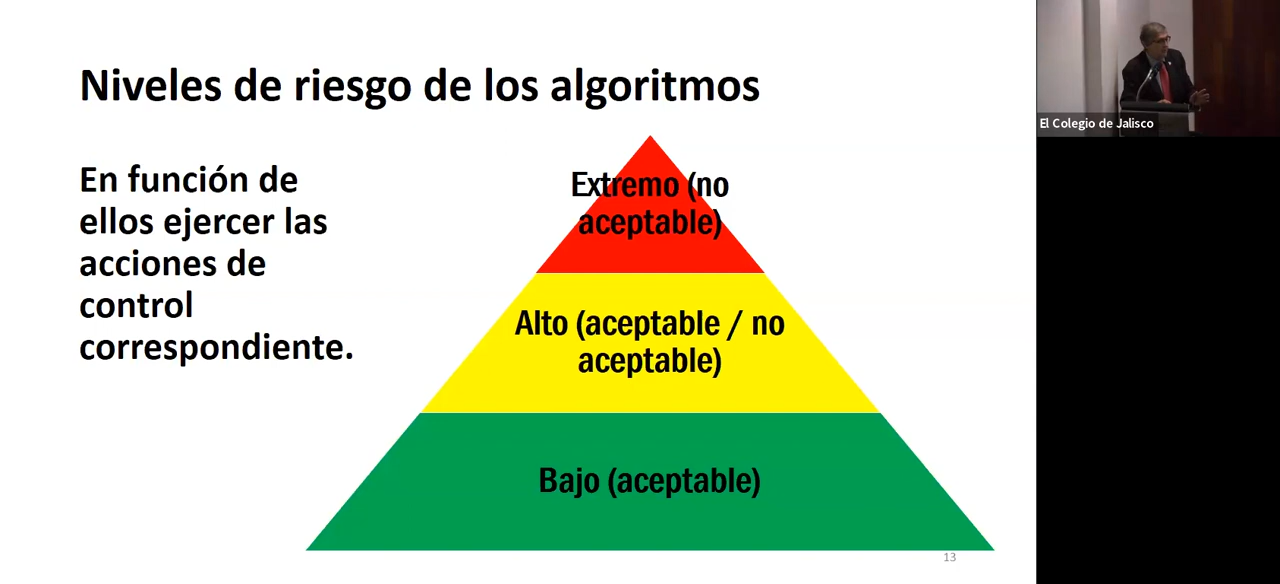 Niveles de riesgo de los algoritmos
En función de
ellos ejercer las
acciones de
control
correspondiente.
Extremo (no
aceptable)
Alto (aceptable / no
aceptable)
Bajo (aceptable)
13
El Colegio de Jalisco